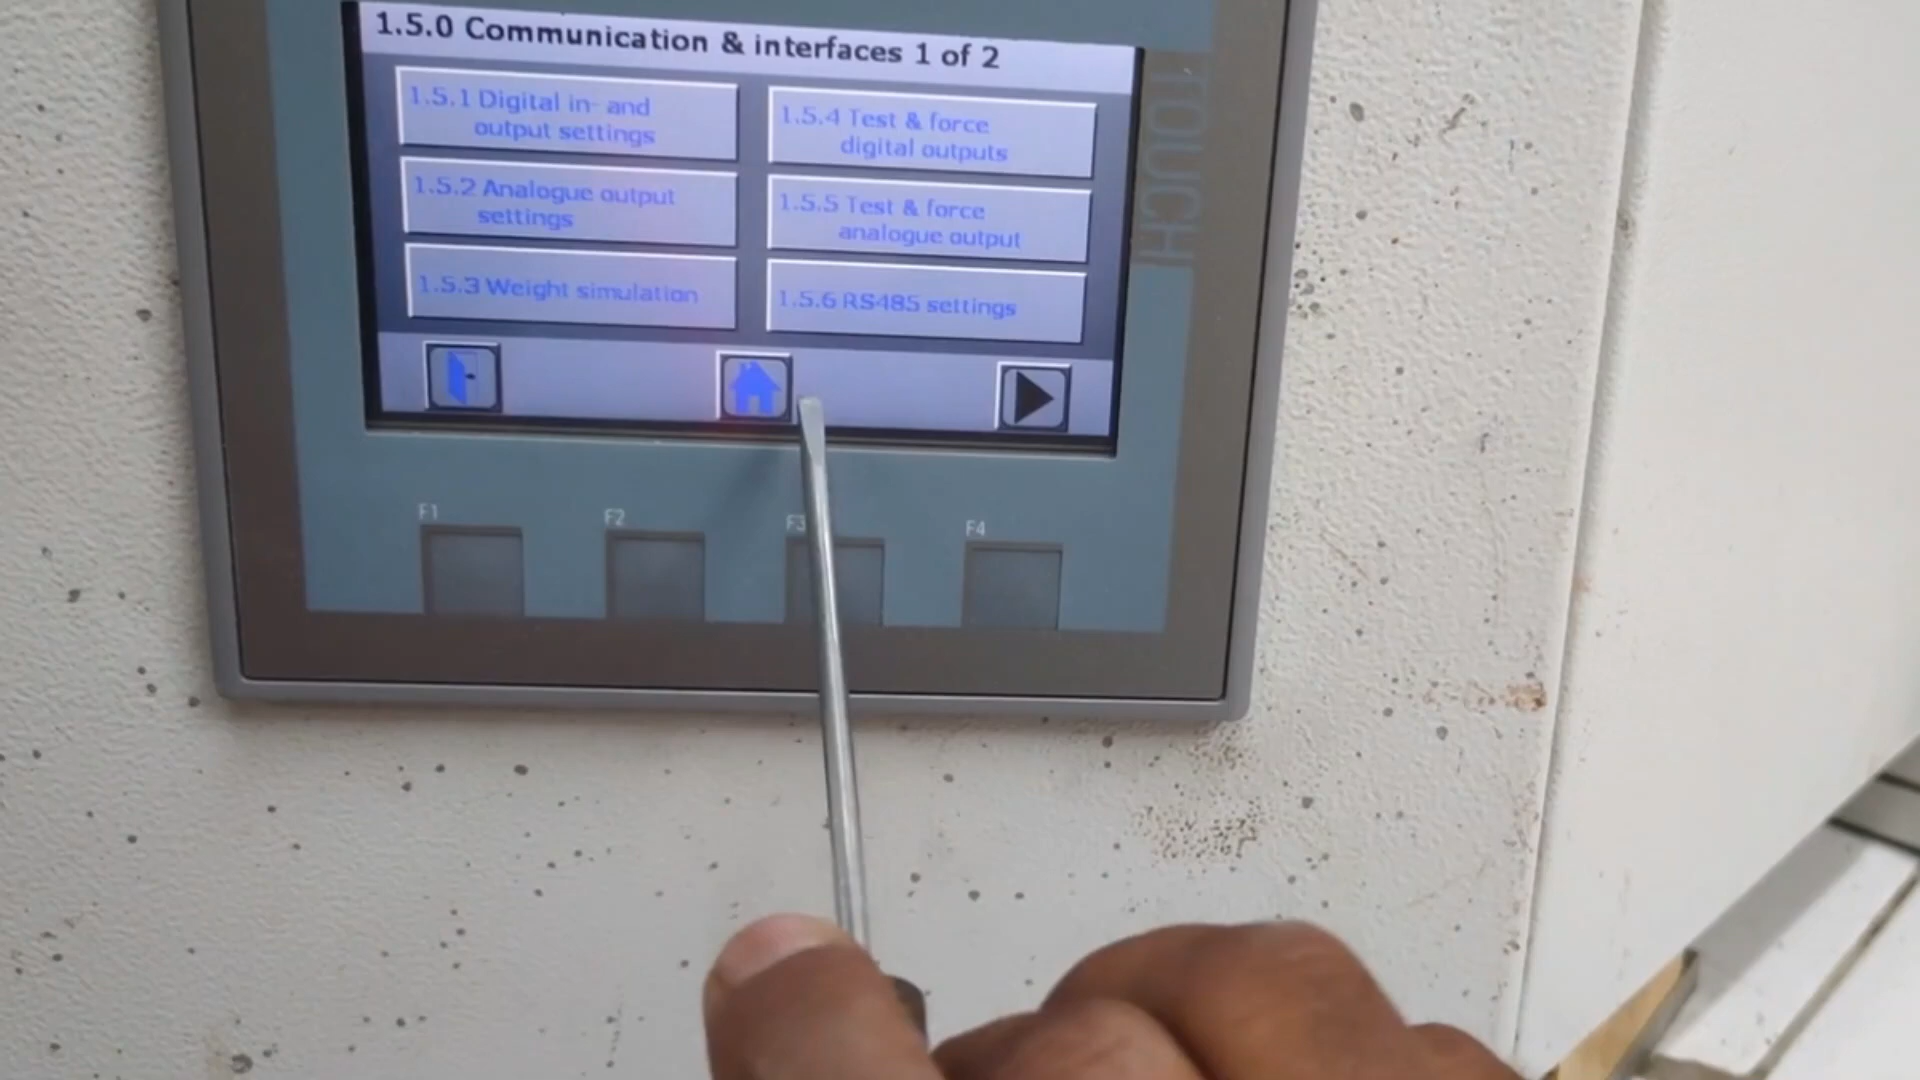 1.5.0 Communication & interfaces 1 of 2
1.5.1 Digital in- and
output settings
1.5.2 Analogue output
settings
1.5.3 Weight simulation
1.5.4 Test & force
digital outputs
1.5.5 Test & force
analogue output
1.5.6 RS485 settings
F1
F2
F3
F4
TOUCH